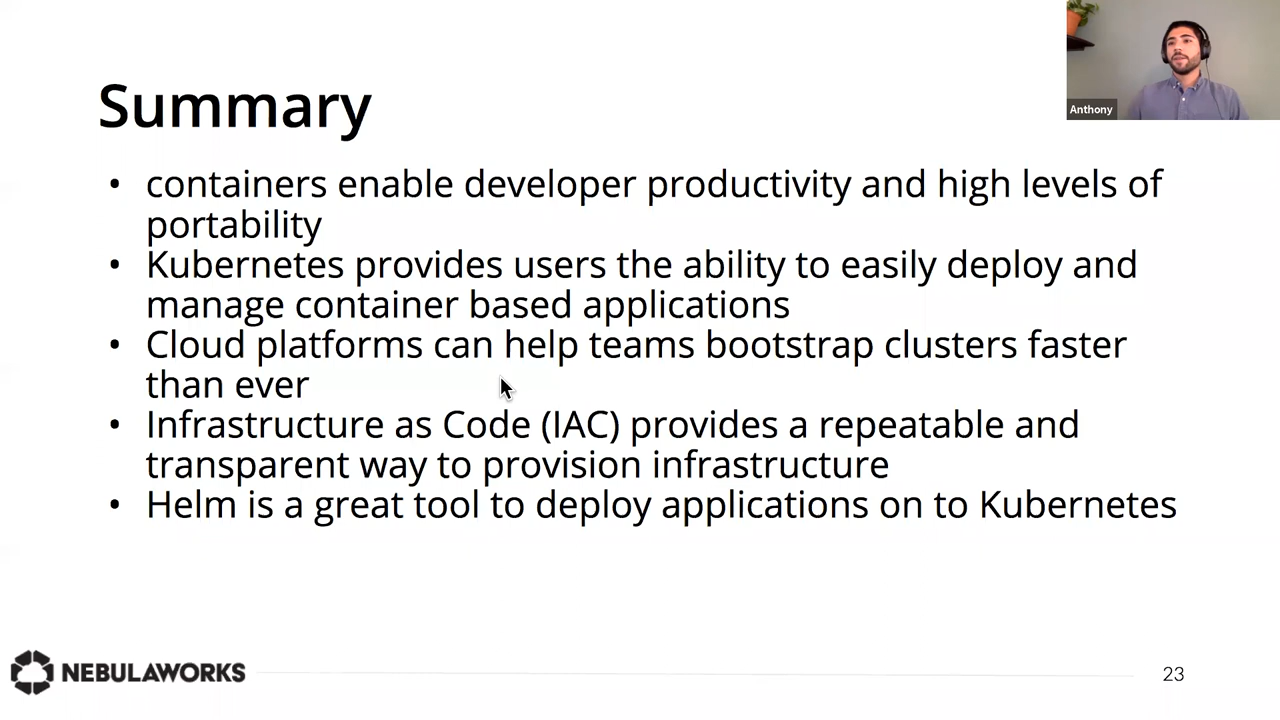 Anthony
Summary
• containers enable developer productivity and high levels of
portability
• Kubernetes provides users the ability to easily deploy and
manage container based applications
• Cloud platforms can help teams bootstrap clusters faster
than ever
• Infrastructure as Code (IAC) provides a repeatable and
transparent way to provision infrastructure
• Helm is a great tool to deploy applications on to Kubernetes
NEBULAWORKS
23